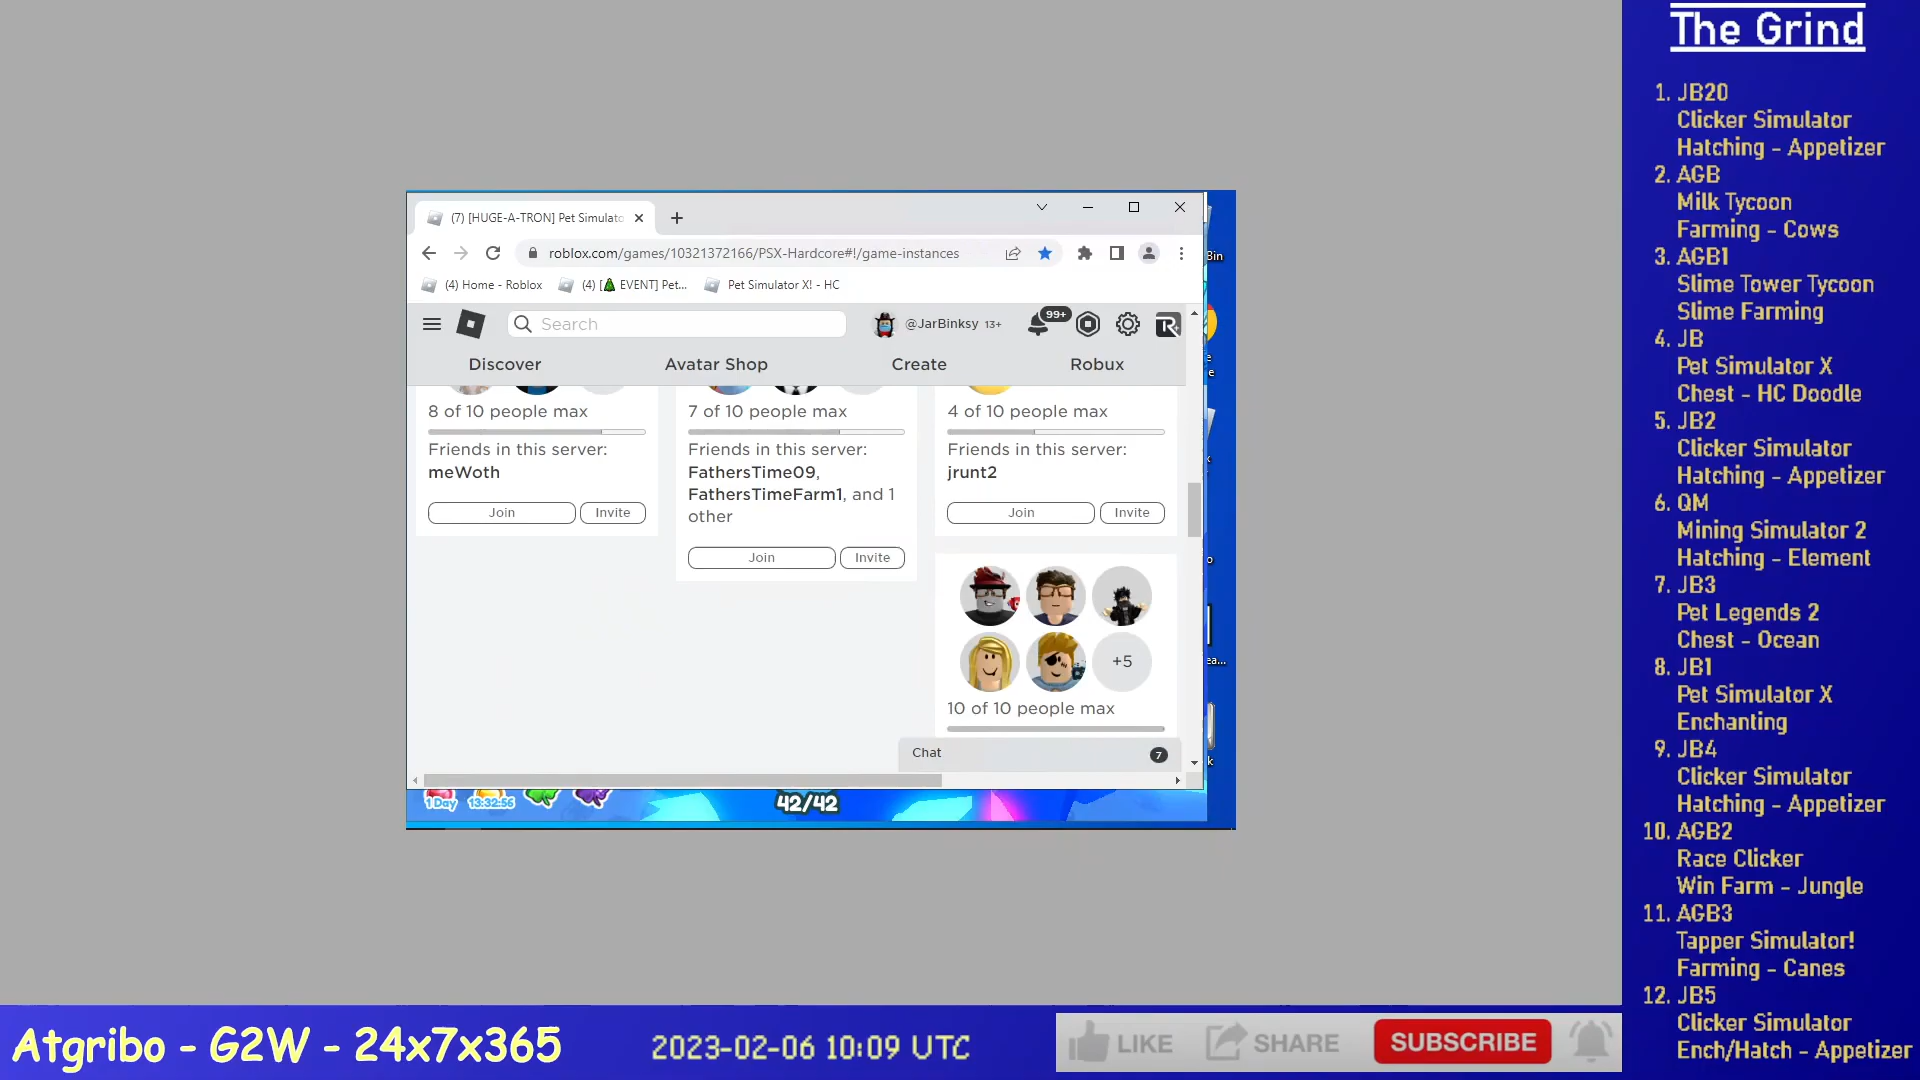 The Grind
1. JB20
Clicker Simulator
Hatching - Appetizer
2. AGB
Milk Tycoon
Farming - Cows
3. AGB1
Slime Tower Tycoon
Slime Farming
4. JB
Pet Simulator X
Chest - HC Doodle
5. JB2
Clicker Simulator
Hatching - Appetizer
6. QM
Mining Simulator 2
Hatching - Element
7. JB3
Pet Legends 2
Chest - Ocean
8. JB1
Pet Simulator X
Enchanting
9. JB4
Clicker Simulator
Hatching - Appetizer
10. AGB2
Race Clicker
Win Farm - Jungle
11. AGB3
Tapper Simulator!
Farming - Canes
12. JB5
Clicker Simulator
Ench/Hatch - Appetizer
(7) [HUGE-A-TRON] Pet Simulato
roblox.com/games/10321372166/PSX-Hardcore#!/game-instances
(4) Home - Roblox (4) [🎄 EVENT] Pet... Pet Simulator X! - HC
Search @JarBinksy 13+ 99+
Discover Avatar Shop Create Robux
8 of 10 people max
Friends in this server:
meWoth
Join Invite
7 of 10 people max
Friends in this server:
FathersTime09,
FathersTimeFarm1, and 1
other
Join Invite
4 of 10 people max
Friends in this server:
jrunt2
Join Invite
+5
10 of 10 people max
Chat 7
Bin
1 Day 13:32:56 42/42
Atgribo - G2W - 24x7x365 2023-02-06 10:09 UTC LIKE SHARE SUBSCRIBE